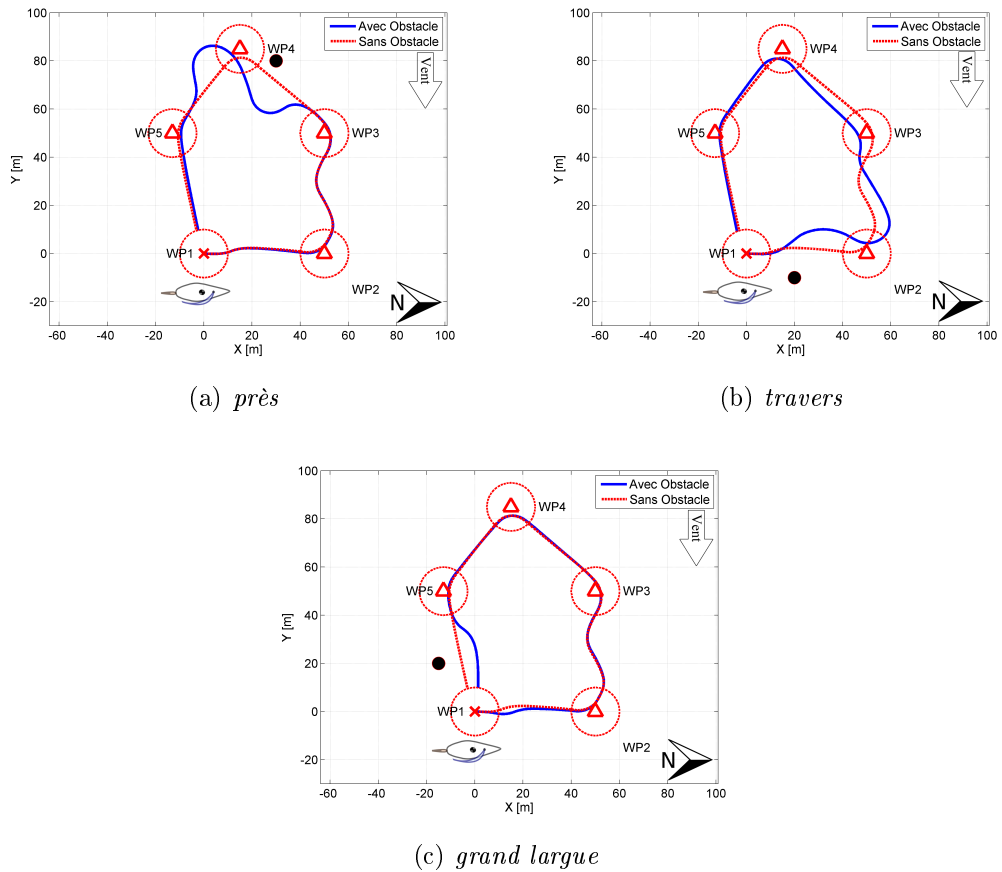 Avec Obstacle
Sans Obstacle
Vent
WP4
WP5
WP3
WP1
WP2
N
100
80
60
40
20
0
-20
Y [m]
-60 -40 -20 0 20 40 60 80 100
X [m]
(a) près
Avec Obstacle
Sans Obstacle
Vent
WP4
WP5
WP3
WP1
WP2
N
100
80
60
40
20
0
-20
Y [m]
-60 -40 -20 0 20 40 60 80 100
X [m]
(b) travers
Avec Obstacle
Sans Obstacle
Vent
WP4
WP5
WP3
WP1
WP2
N
100
80
60
40
20
0
-20
Y [m]
-60 -40 -20 0 20 40 60 80 100
X [m]
(c) grand largue